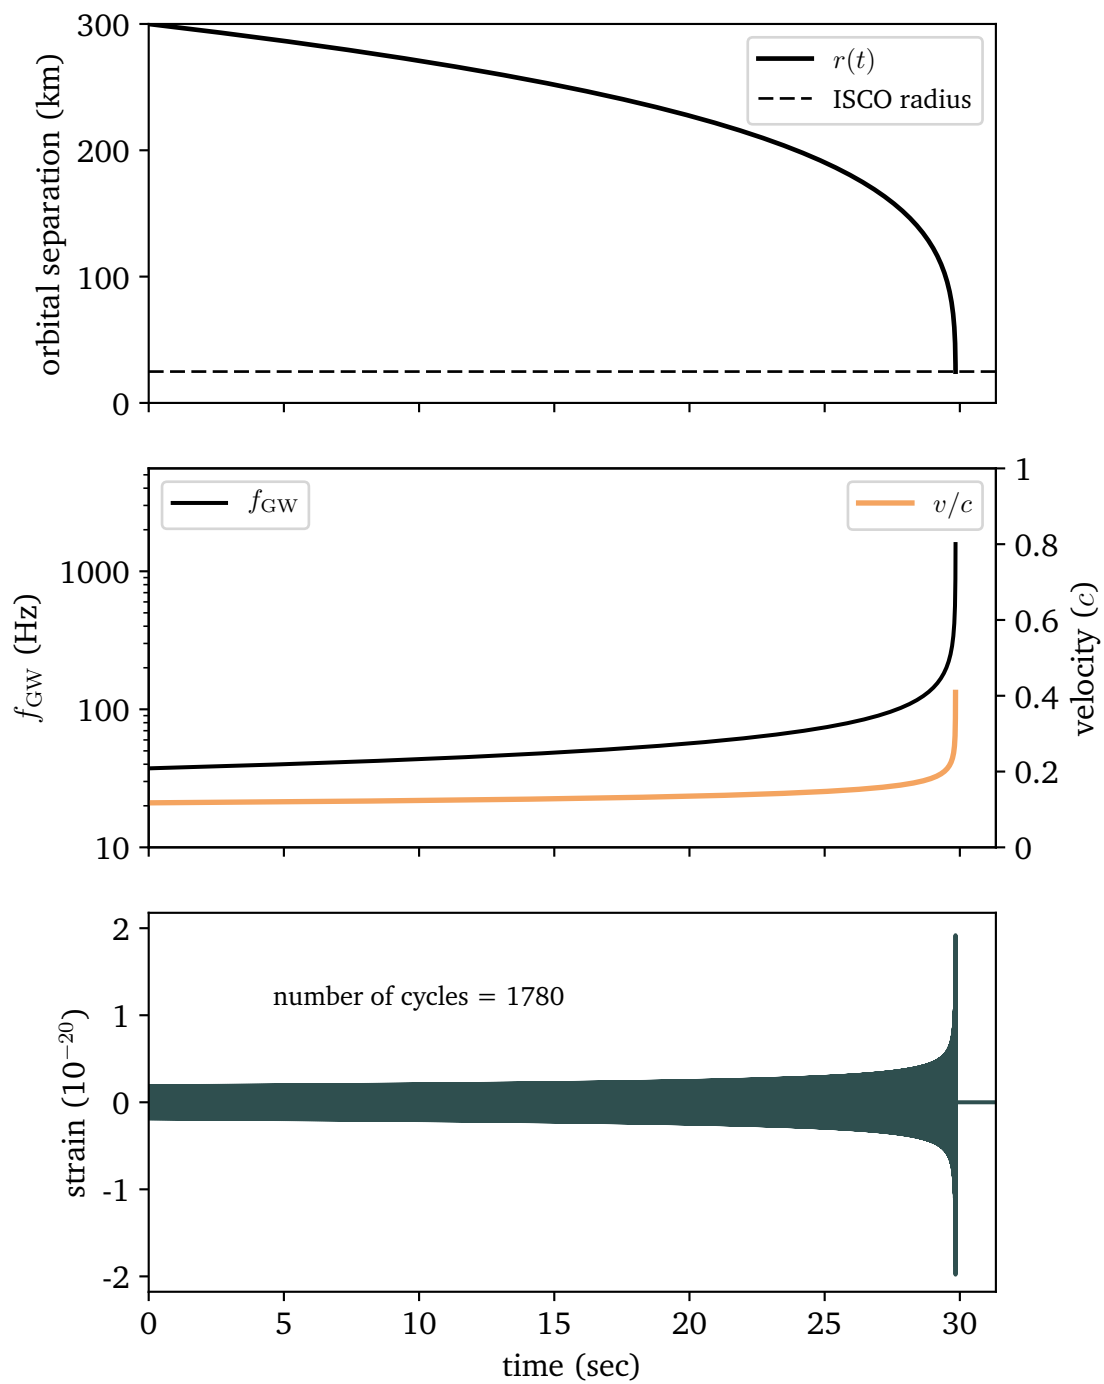 300
200
100
0
orbital separation (km)
r(t)
ISCO radius
1000
100
10
f_GW (Hz)
f_GW
v/c
1
0.8
0.6
0.4
0.2
0
velocity (c)
2
1
0
-1
-2
strain (10⁻²⁰)
number of cycles = 1780
0 5 10 15 20 25 30
time (sec)